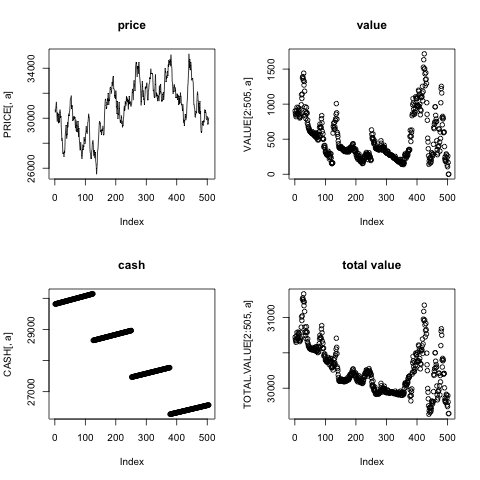 price
PRICE[, a]
26000 30000 34000
0 100 200 300 400 500
Index
value
VALUE[2:505, a]
0 500 1000 1500
0 100 200 300 400 500
Index
cash
CASH[, a]
27000 29000
0 100 200 300 400 500
Index
total value
TOTAL.VALUE[2:505, a]
30000 31000
0 100 200 300 400 500
Index